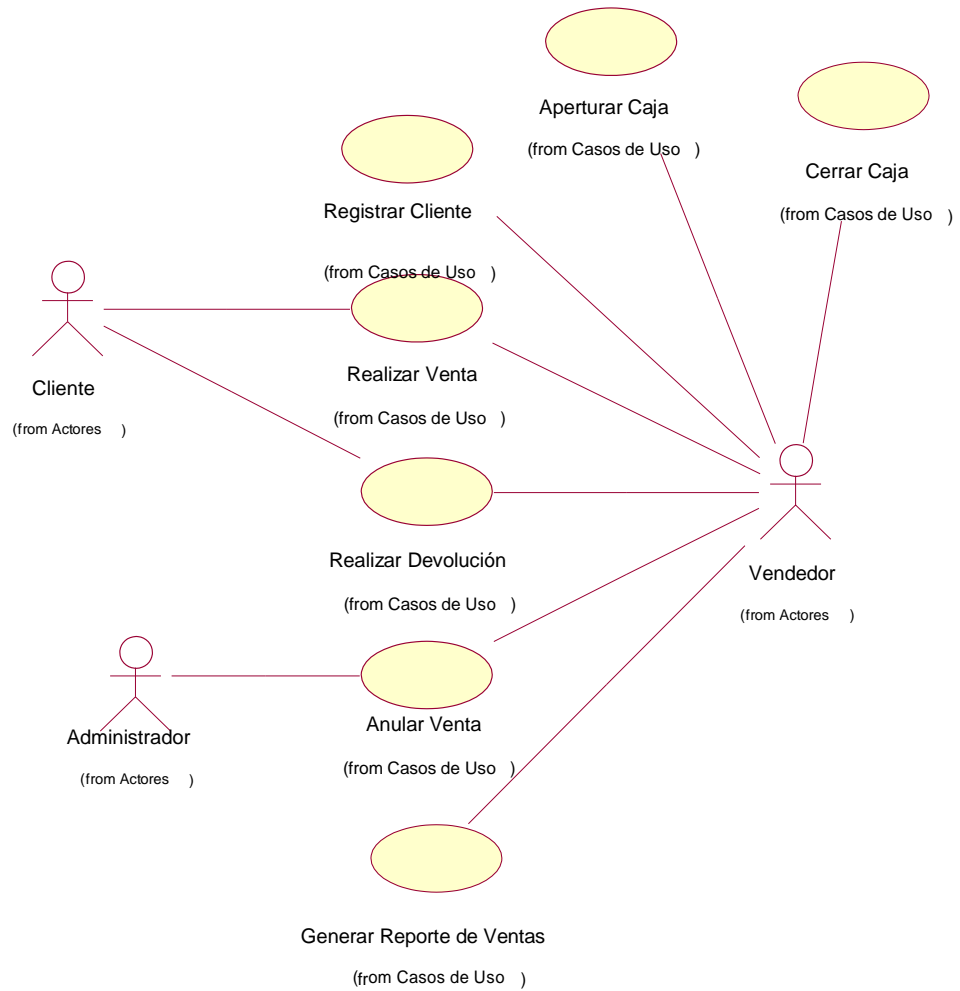 Aperturar Caja
(from Casos de Uso )
Cerrar Caja
(from Casos de Uso )
Registrar Cliente
(from Casos de Uso )
Realizar Venta
(from Casos de Uso )
Cliente
(from Actores )
Realizar Devolución
(from Casos de Uso )
Vendedor
(from Actores )
Anular Venta
(from Casos de Uso )
Administrador
(from Actores )
Generar Reporte de Ventas
(from Casos de Uso )